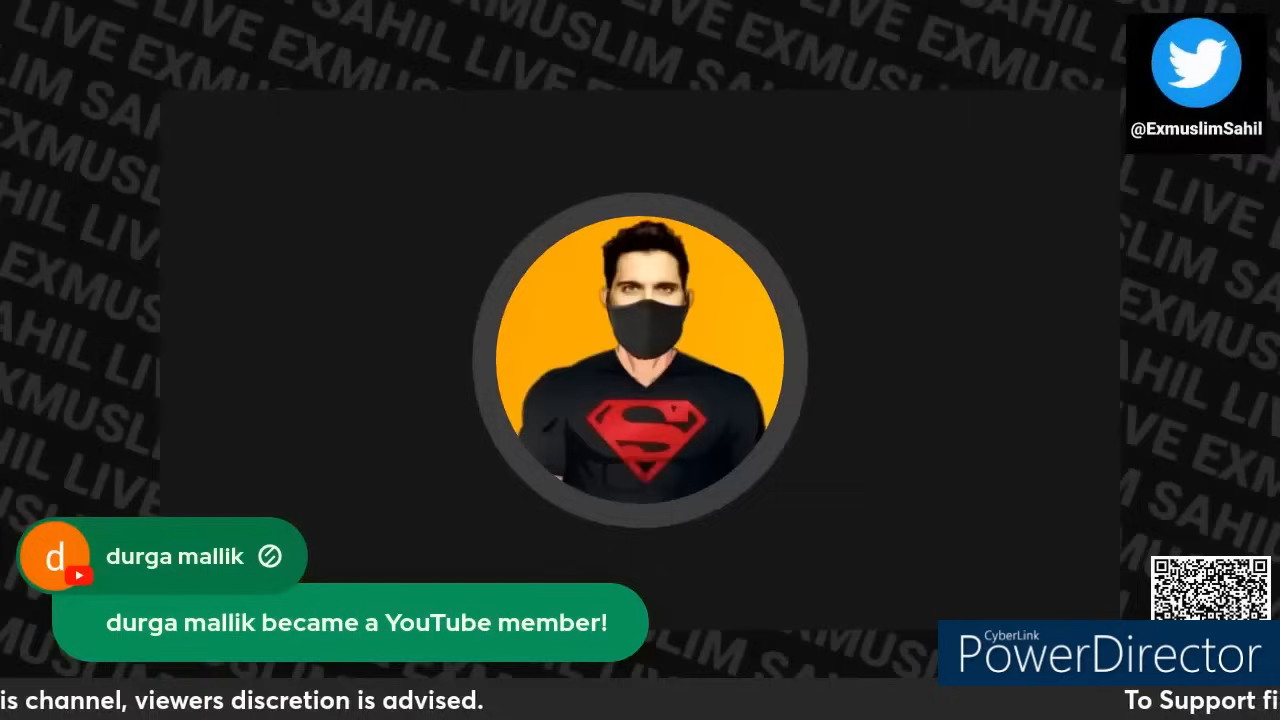 @ExmuslimSahil
d
durga mallik
durga mallik became a YouTube member!
CyberLink
PowerDirector
is channel, viewers discretion is advised.
To Support fi